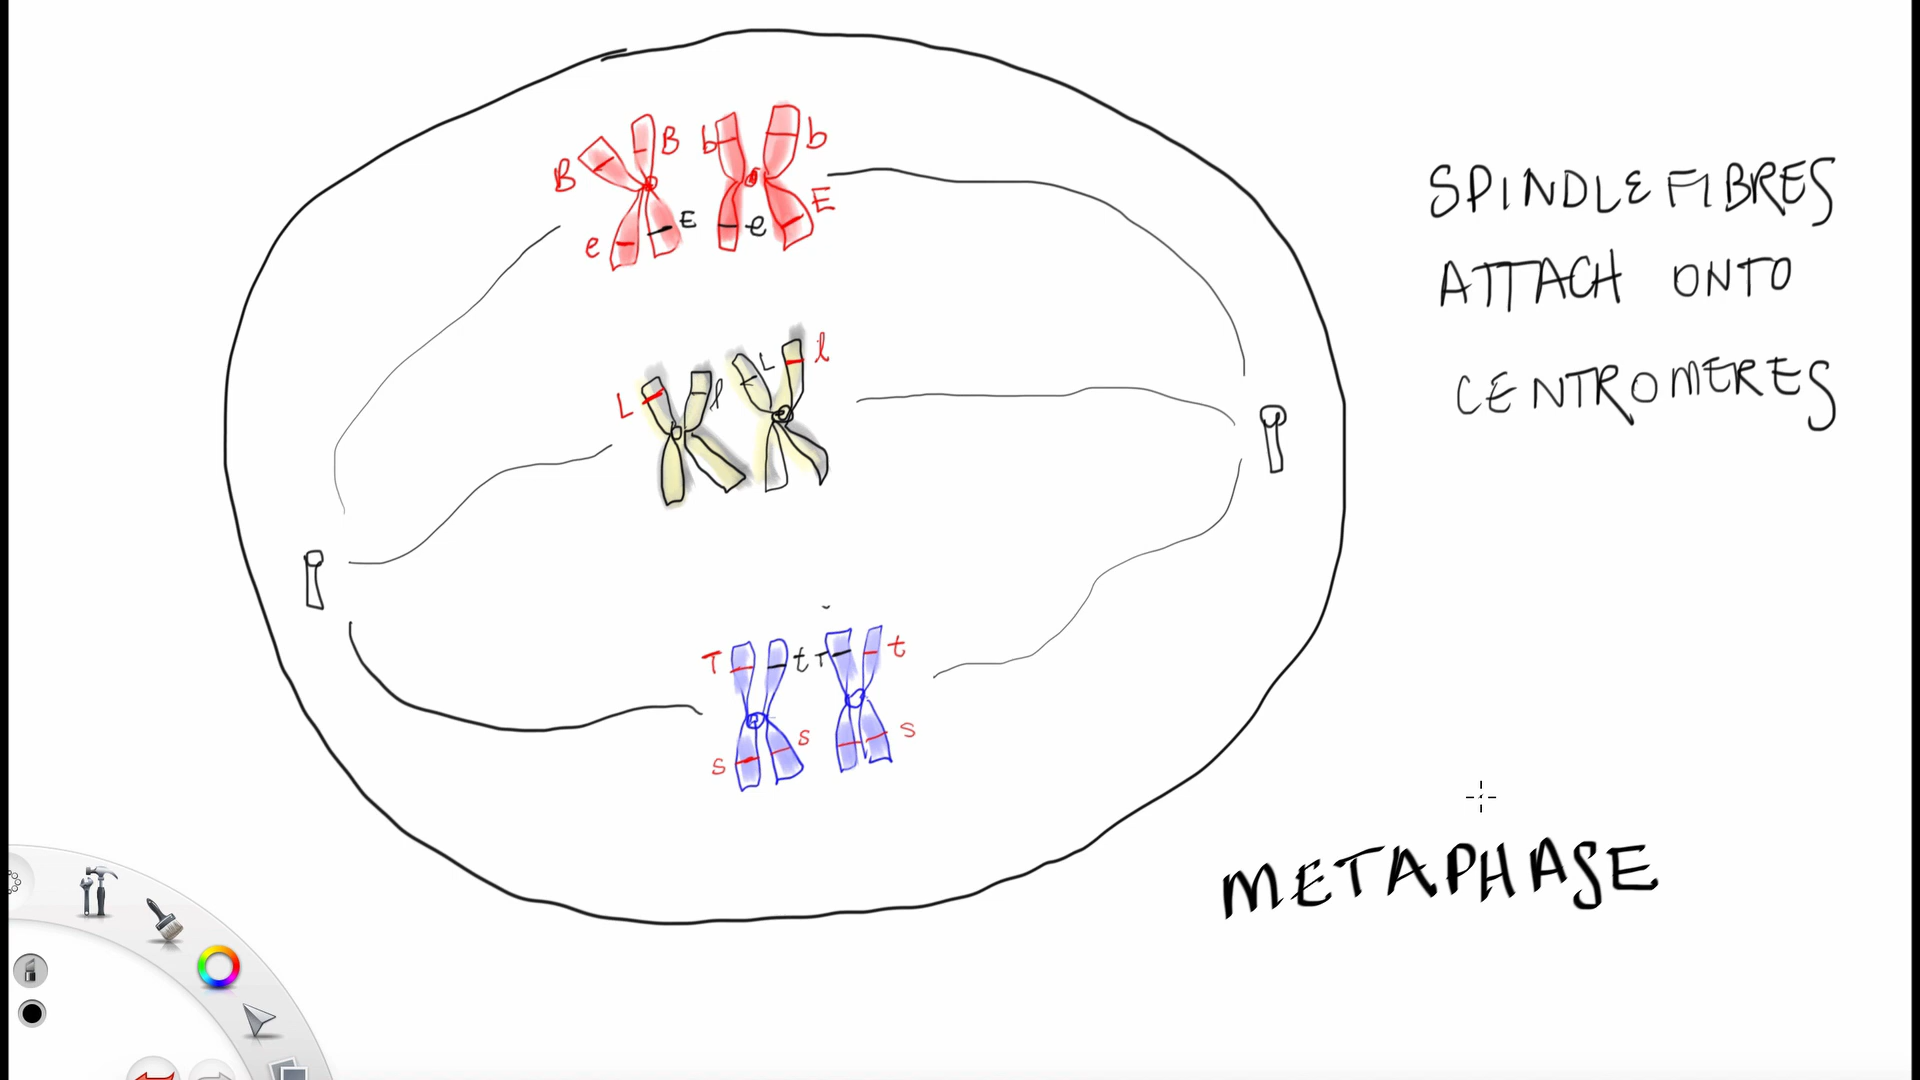 B B b b
e E e E
SPINDLE FIBRES
ATTACH ONTO
CENTROMERES
L l L l
T t T t
s s s
METAPHASE